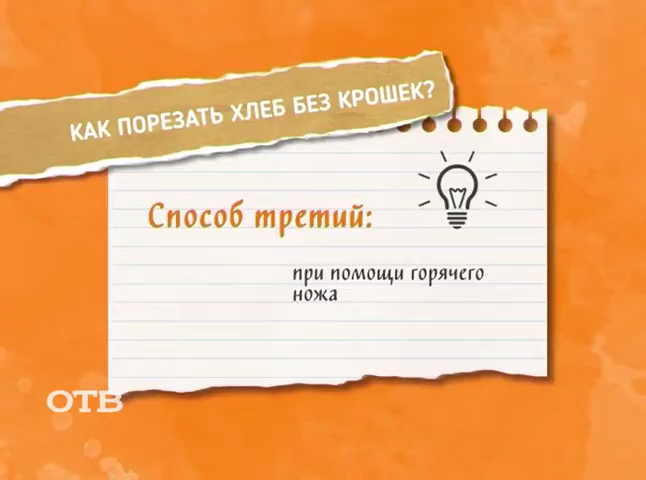 КАК ПОРЕЗАТЬ ХЛЕБ БЕЗ КРОШЕК?
Способ третий:
при помощи горячего
ножа
ОТВ